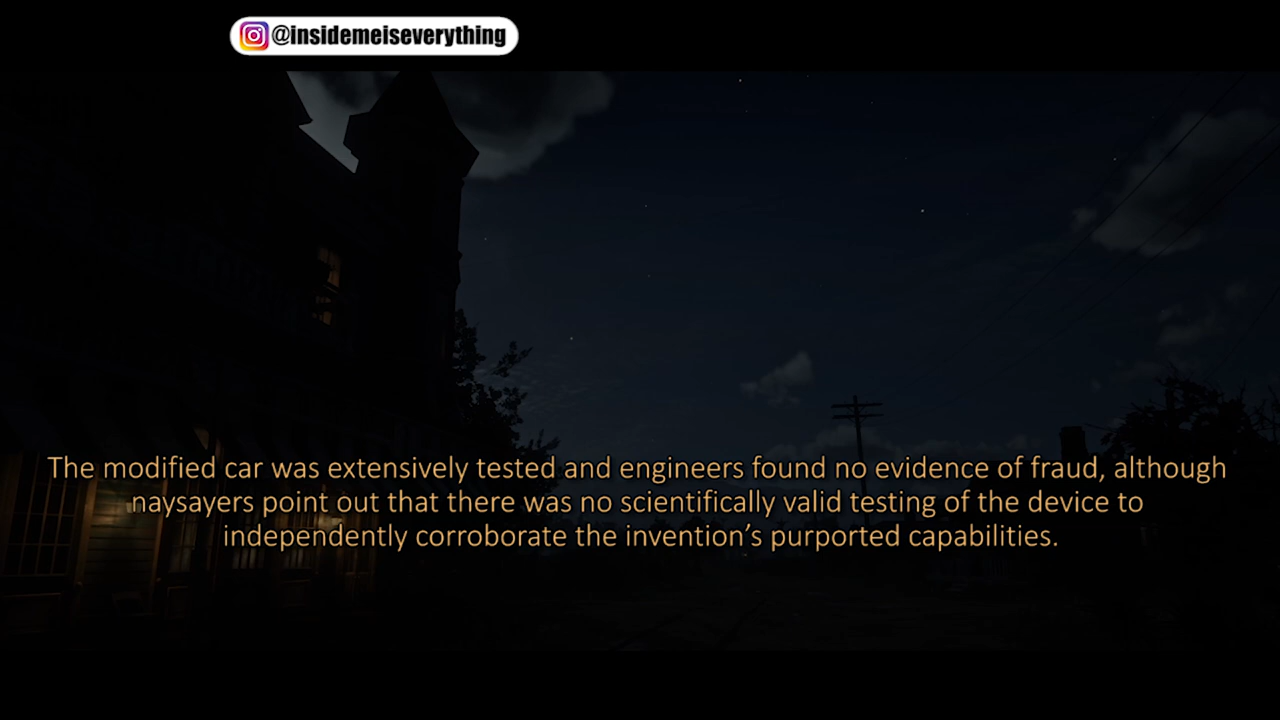 @insidemeiseverything
The modified car was extensively tested and engineers found no evidence of fraud, although
naysayers point out that there was no scientifically valid testing of the device to
independently corroborate the invention’s purported capabilities.